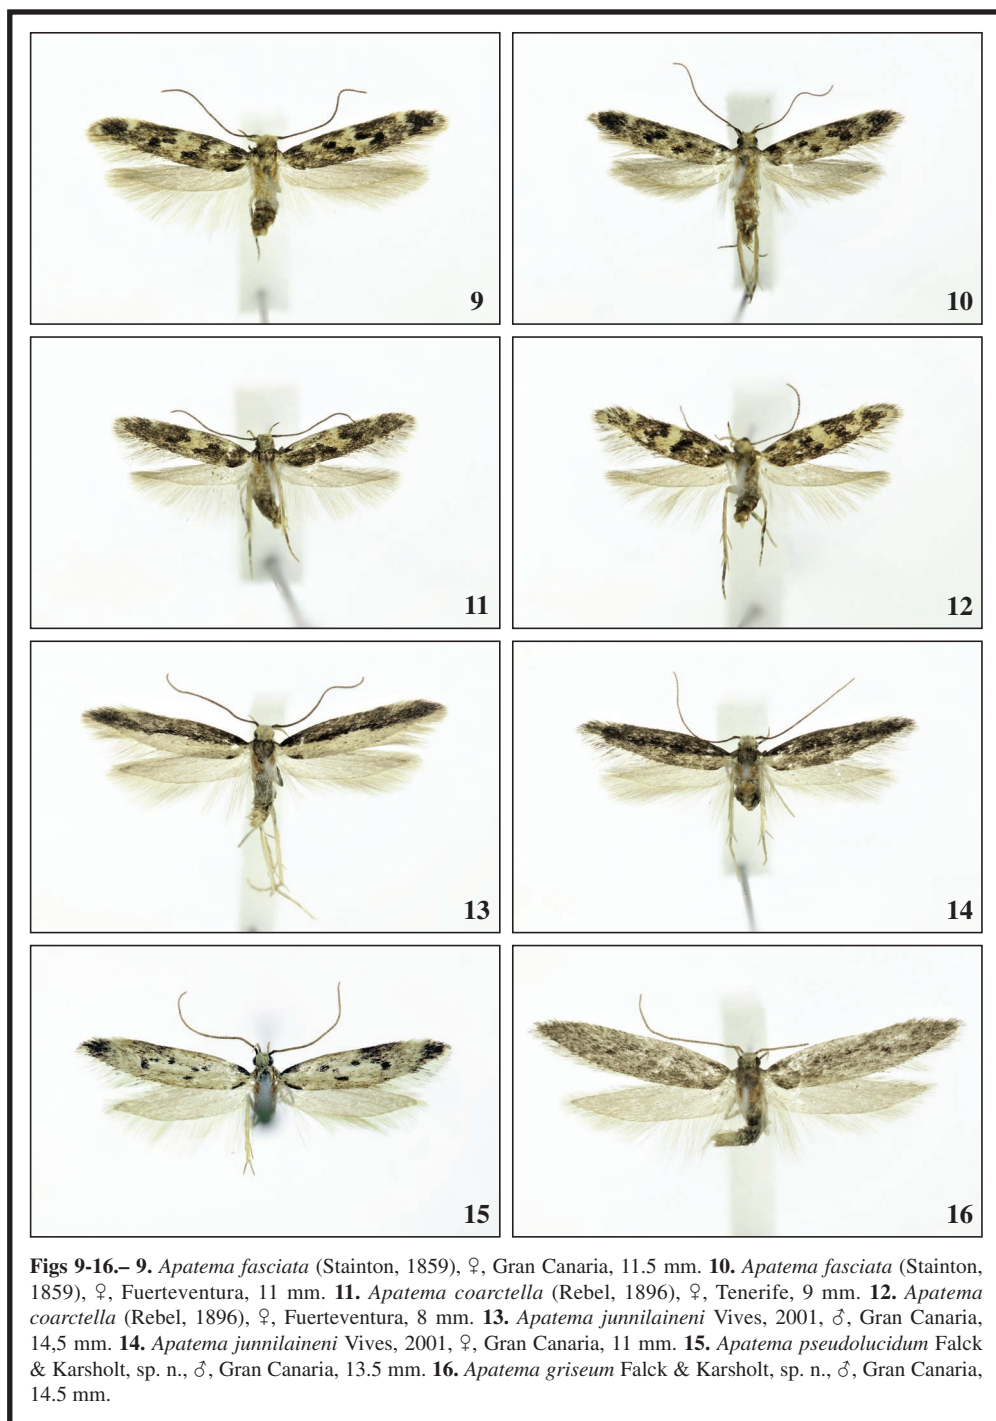 9
10
11
12
13
14
15
16
Figs 9-16.– 9. Apatema fasciata (Stainton, 1859), ♀, Gran Canaria, 11.5 mm. 10. Apatema fasciata (Stainton,
1859), ♀, Fuerteventura, 11 mm. 11. Apatema coarctella (Rebel, 1896), ♀, Tenerife, 9 mm. 12. Apatema
coarctella (Rebel, 1896), ♀, Fuerteventura, 8 mm. 13. Apatema junnilaineni Vives, 2001, ♂, Gran Canaria,
14,5 mm. 14. Apatema junnilaineni Vives, 2001, ♀, Gran Canaria, 11 mm. 15. Apatema pseudolucidum Falck
& Karsholt, sp. n., ♂, Gran Canaria, 13.5 mm. 16. Apatema griseum Falck & Karsholt, sp. n., ♂, Gran Canaria,
14.5 mm.